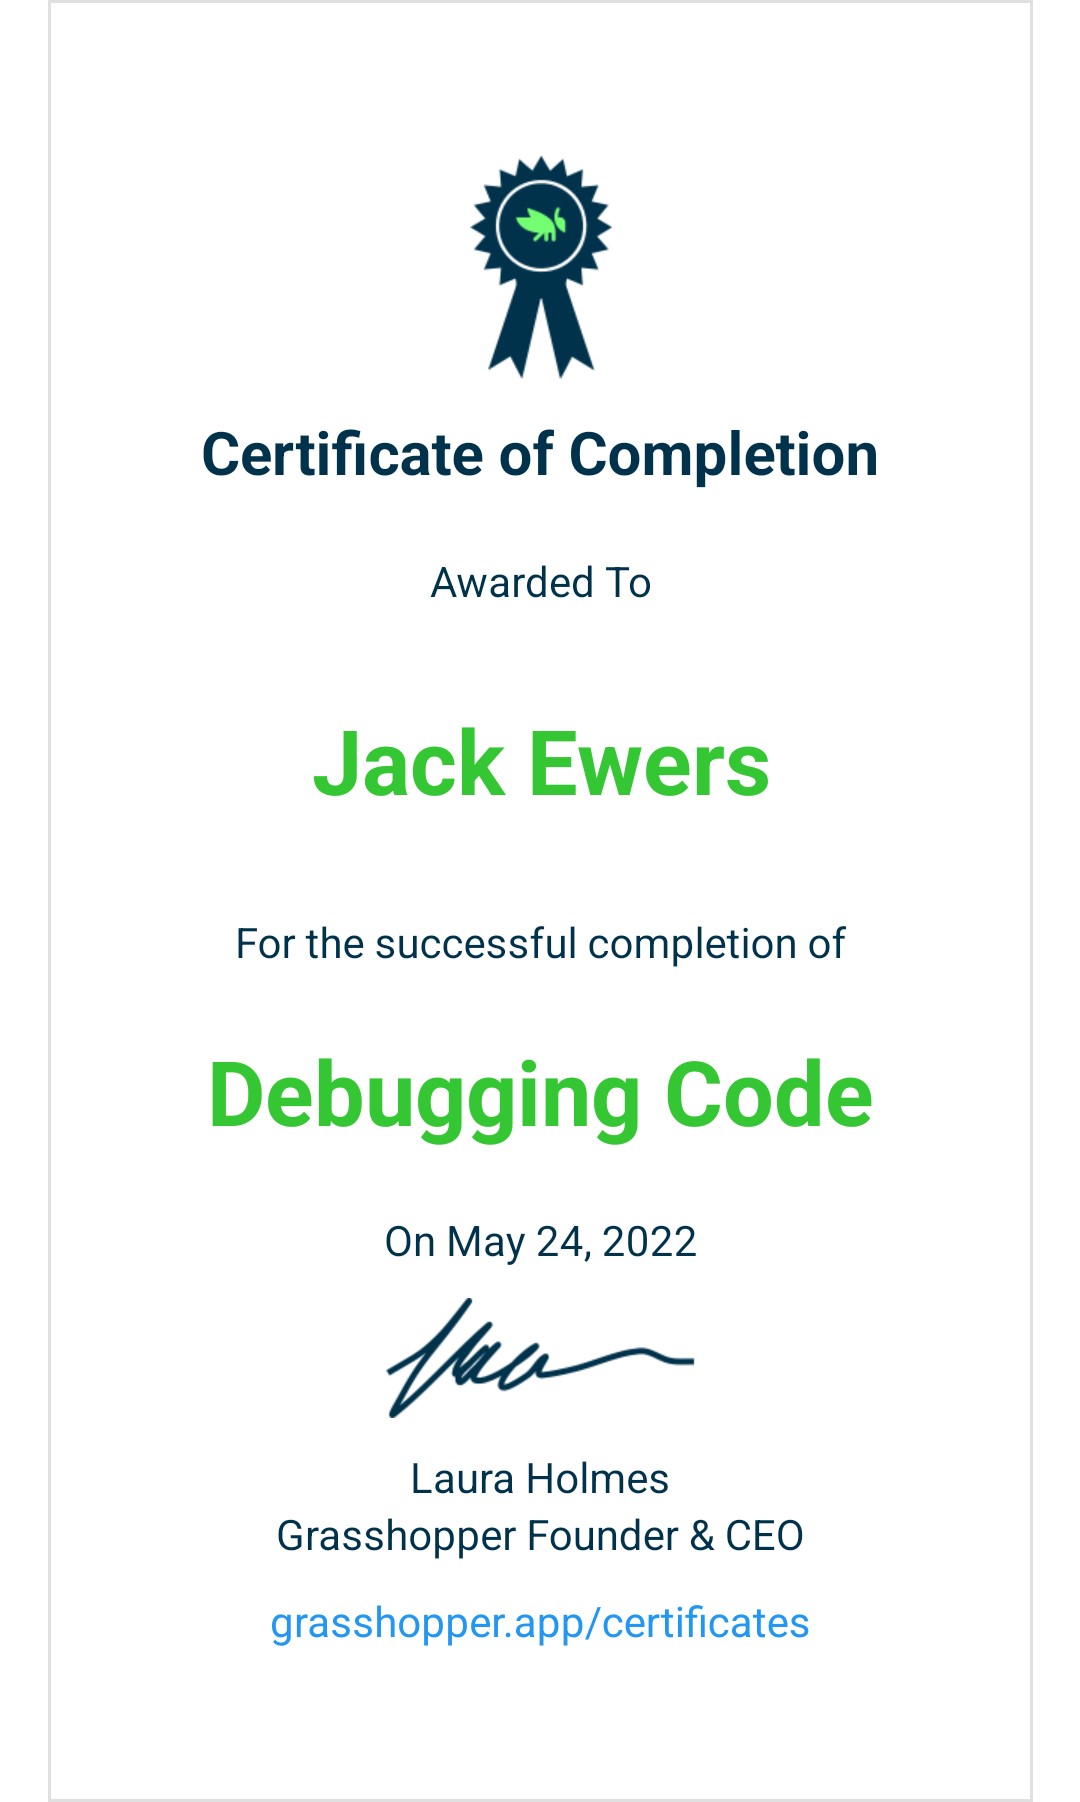 Certificate of Completion
Awarded To
Jack Ewers
For the successful completion of
Debugging Code
On May 24, 2022
Laura Holmes
Grasshopper Founder & CEO
grasshopper.app/certificates